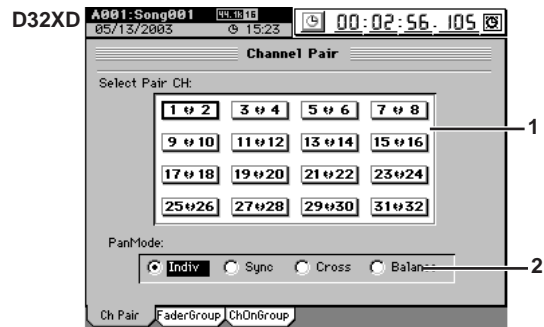 D32XD
A001:Song001 44.1k 16
05/13/2003 15:23
00:02:56.105
Channel Pair
Select Pair CH:
1 2 3 4 5 6 7 8
9 10 11 12 13 14 15 16
17 18 19 20 21 22 23 24
25 26 27 28 29 30 31 32
1
PanMode:
Indiv Sync Cross Balance
2
Ch Pair FaderGroup ChOnGroup